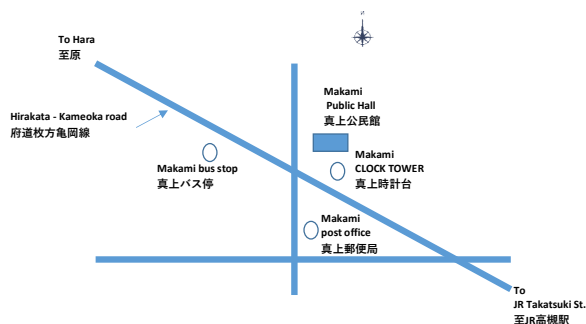 N
To Hara
至原
Makami
Public Hall
真上公民館
Hirakata - Kameoka road
府道枚方亀岡線
Makami
CLOCK TOWER
真上時計台
Makami bus stop
真上バス停
Makami
post office
真上郵便局
To
JR Takatsuki St.
至JR高槻駅